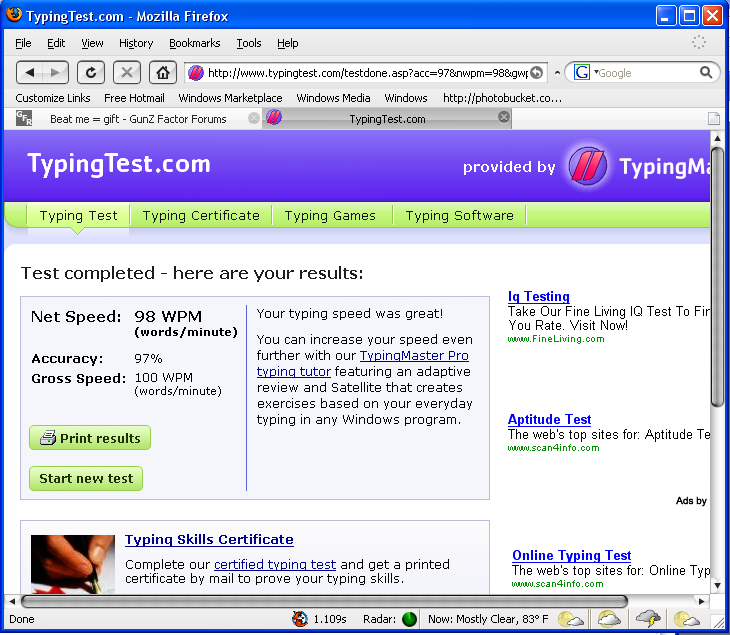 TypingTest.com - Mozilla Firefox
File Edit View History Bookmarks Tools Help
http://www.typingtest.com/testdone.asp?acc=97&nwpm=98&gwp
G Google
Customize Links Free Hotmail Windows Marketplace Windows Media Windows http://photobucket.co...
GFR Beat me = gift - GunZ Factor Forums TypingTest.com
TypingTest.com provided by TypingMa
Typing Test Typing Certificate Typing Games Typing Software
Test completed - here are your results:
Net Speed: 98 WPM
(words/minute)
Accuracy: 97%
Gross Speed: 100 WPM
(words/minute)
Print results
Start new test
Your typing speed was great!
You can increase your speed even
further with our TypingMaster Pro
typing tutor featuring an adaptive
review and Satellite that creates
exercises based on your everyday
typing in any Windows program.
Iq Testing
Take Our Fine Living IQ Test To Fin
You Rate. Visit Now!
www.FineLiving.com
Aptitude Test
The web's top sites for: Aptitude Te
www.scan4info.com
Ads by
Typing Skills Certificate
Complete our certified typing test and get a printed
certificate by mail to prove your typing skills.
Online Typing Test
The web's top sites for: Online Typ
www.scan4info.com
Done 1.109s Radar: Now: Mostly Clear, 83° F